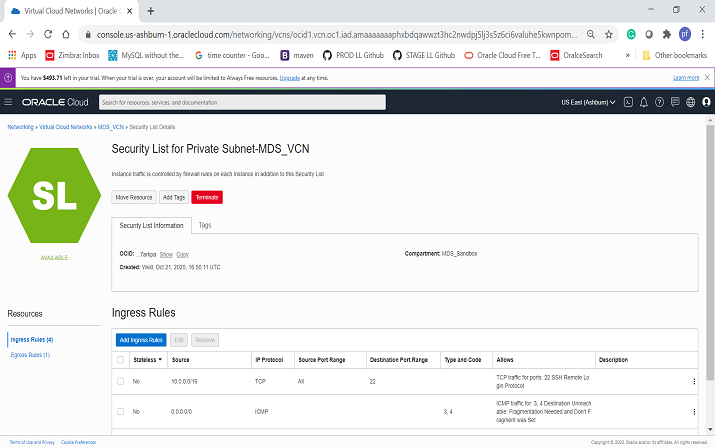 Virtual Cloud Networks | Oracle C
console.us-ashburn-1.oraclecloud.com/networking/vcns/ocid1.vcn.oc1.iad.amaaaaaaaphxbdqawwzt3hc2nwdpj5lj3s5z6ci6valuhe5kwnpom...
Apps Zimbra: Inbox MySQL without the... time counter - Goo... maven PROD LL Github STAGE LL Github Oracle Cloud Free T... OralceSearch » Other bookmarks
You have $493.71 left in your trial. When your trial is over, your account will be limited to Always Free resources. Upgrade at any time. Learn more
ORACLE Cloud Search for resources, services, and documentation US East (Ashburn)
Networking » Virtual Cloud Networks » MDS_VCN » Security List Details
SL
AVAILABLE
Security List for Private Subnet-MDS_VCN
Instance traffic is controlled by firewall rules on each Instance in addition to this Security List
Move Resource Add Tags Terminate
Security List Information Tags
OCID: ...7arkpa Show Copy Compartment: MDS_Sandbox
Created: Wed, Oct 21, 2020, 16:50:11 UTC
Resources
Ingress Rules (4)
Egress Rules (1)
Ingress Rules
Add Ingress Rules Edit Remove
Stateless Source IP Protocol Source Port Range Destination Port Range Type and Code Allows Description
No 10.0.0.0/16 TCP All 22 TCP traffic for ports: 22 SSH Remote Lo
gin Protocol
No 0.0.0.0/0 ICMP 3, 4 ICMP traffic for: 3, 4 Destination Unreach
able: Fragmentation Needed and Don't F
ragment was Set
Terms of Use and Privacy Cookie Preferences Copyright © 2020, Oracle and/or its affiliates. All rights reserved.